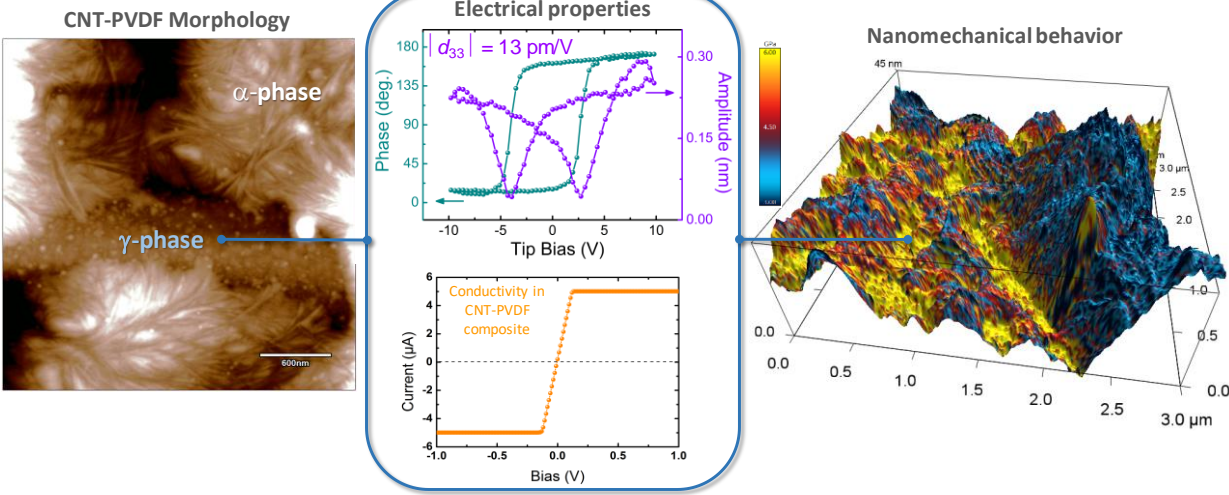 CNT-PVDF Morphology
α-phase
γ-phase
600nm
Electrical properties
|d33| = 13 pm/V
180
135
90
45
0
Phase (deg.)
0.30
0.15
0.00
Amplitude (nm)
-10 -5 0 5 10
Tip Bias (V)
Conductivity in
CNT-PVDF
composite
6
4
2
0
-2
-4
-6
Current (µA)
-1.0 -0.5 0.0 0.5 1.0
Bias (V)
Nanomechanical behavior
GPa
6.00
4.50
45 nm
3.0 µm
2.5
2.0
1.0
0.5
0.0
0.0
0.0
0.5
1.0
1.5
2.0
2.5
3.0 µm